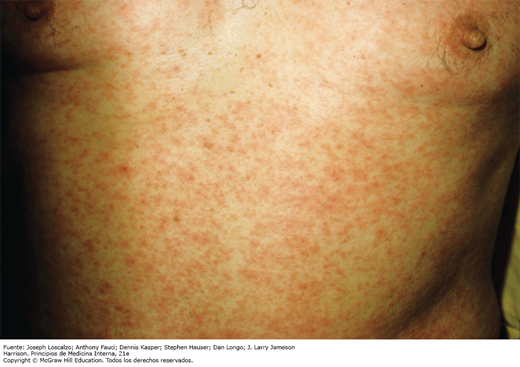 Fuente: Joseph Loscalzo; Anthony Fauci; Dennis Kasper; Stephen Hauser; Dan Longo; J. Larry Jameson
Harrison. Principios de Medicina Interna, 21e
Copyright © McGraw Hill Education. Todos los derechos reservados.